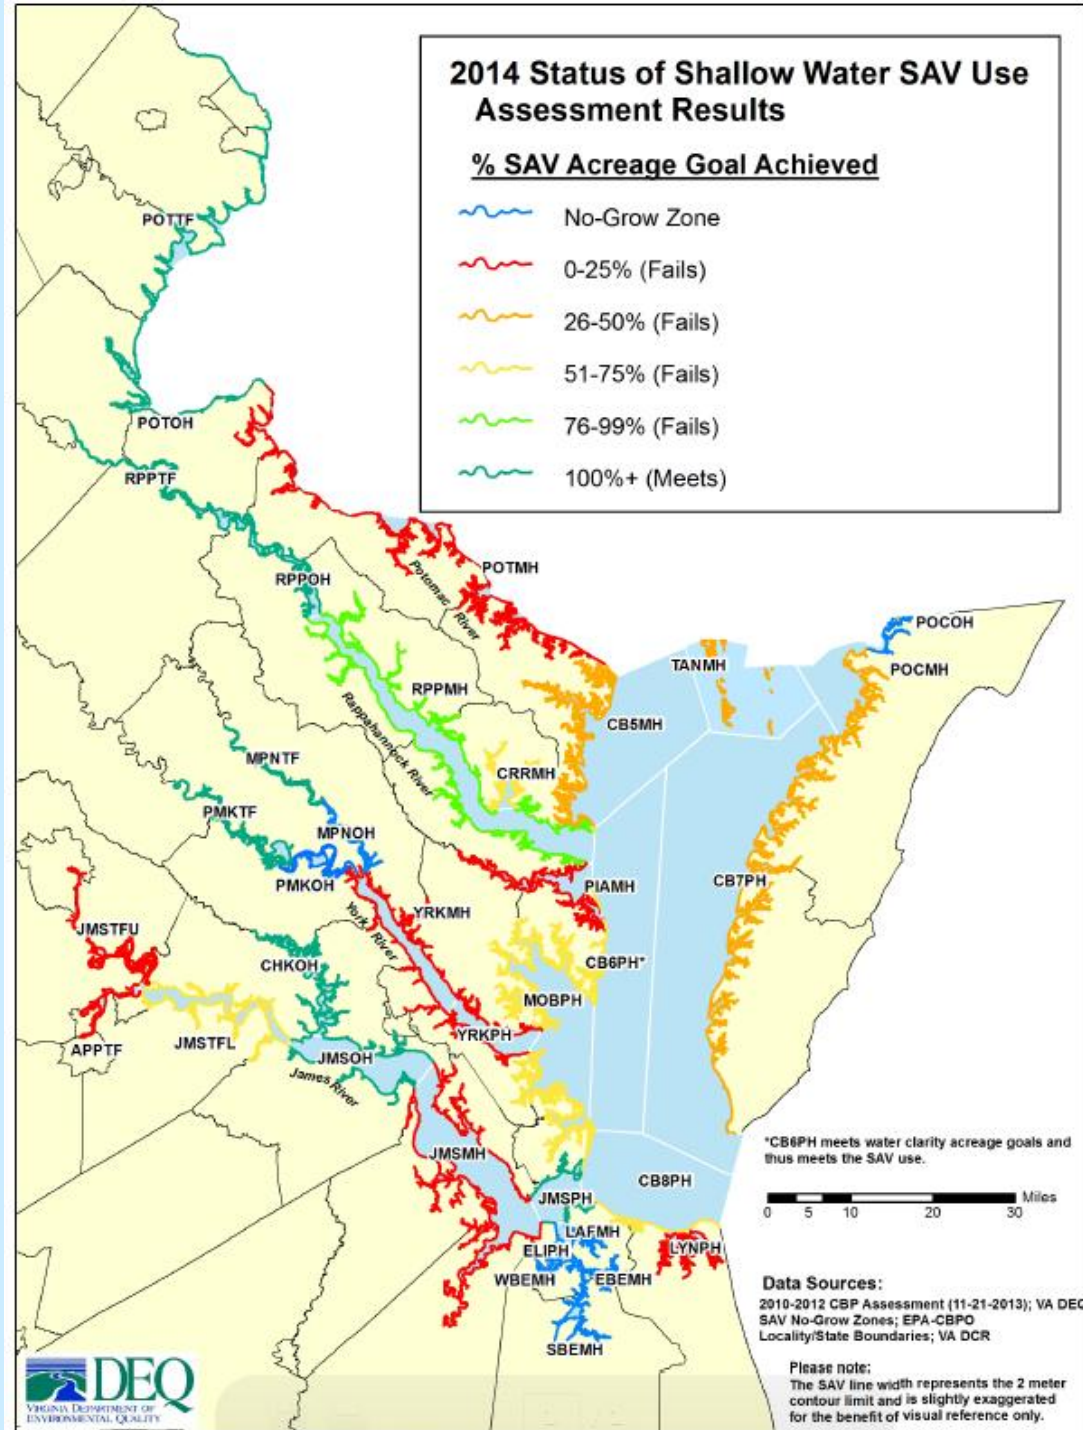 2014 Status of Shallow Water SAV Use
Assessment Results
% SAV Acreage Goal Achieved
No-Grow Zone
0-25% (Fails)
26-50% (Fails)
51-75% (Fails)
76-99% (Fails)
100%+ (Meets)
POTTF
POTOH
RPPTF
RPPOH
POTMH
Potomac River
RPPMH
Rappahannock River
CRRMH
CB5MH
TANMH
POCOH
POCMH
MPNTF
PMKTF
MPNOH
PMKOH
PIAMH
CB7PH
YRKMH
York River
JMSTFU
CHKOH
CB6PH*
MOBPH
YRKPH
APPTF
JMSTFL
JMSOH
James River
JMSMH
JMSPH
CB8PH
LAFMH
ELIPH
LYNPH
WBEMH
EBEMH
SBEMH
*CB6PH meets water clarity acreage goals and
thus meets the SAV use.
Miles
0 5 10 20 30
Data Sources:
2010-2012 CBP Assessment (11-21-2013); VA DEQ
SAV No-Grow Zones; EPA-CBPO
Locality/State Boundaries; VA DCR
Please note:
The SAV line width represents the 2 meter
contour limit and is slightly exaggerated
for the benefit of visual reference only.
DEQ
VIRGINIA DEPARTMENT OF
ENVIRONMENTAL QUALITY